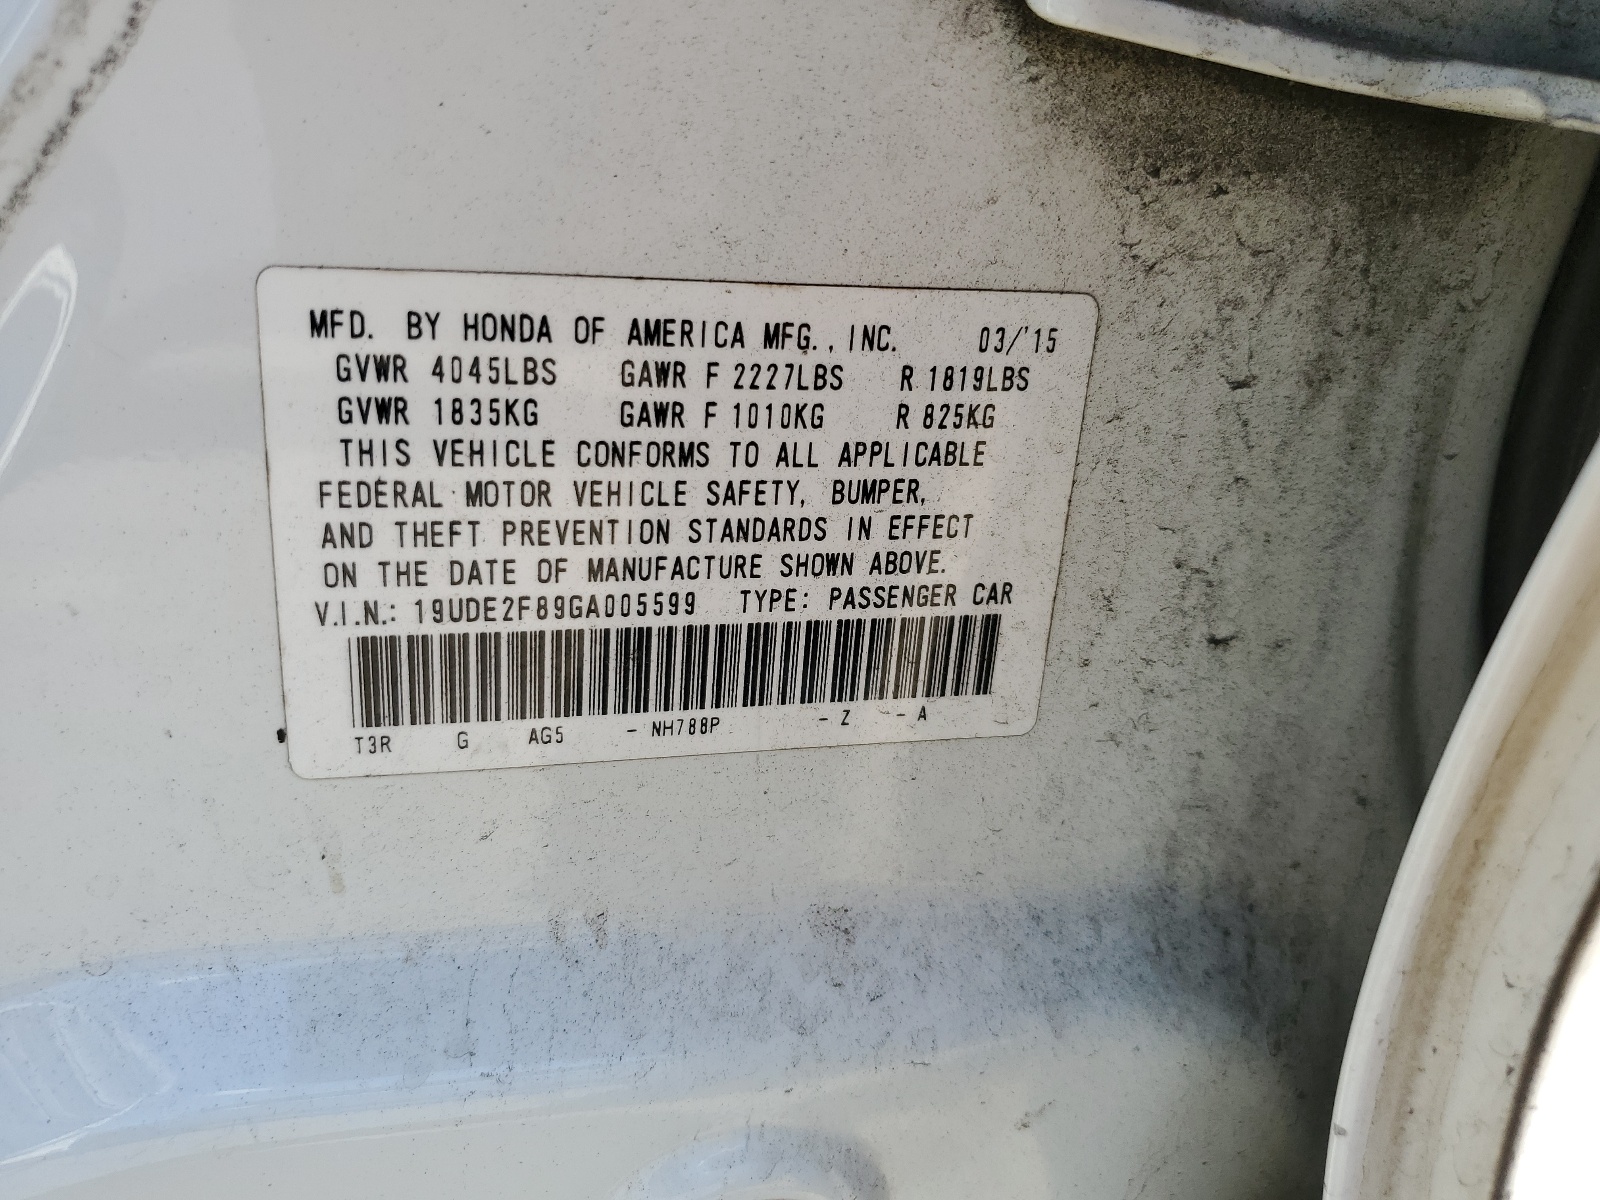 MFD. BY HONDA OF AMERICA MFG., INC. 03/'15
GVWR 4045LBS GAWR F 2227LBS R 1819LBS
GVWR 1835KG GAWR F 1010KG R 825KG
THIS VEHICLE CONFORMS TO ALL APPLICABLE
FEDERAL MOTOR VEHICLE SAFETY, BUMPER,
AND THEFT PREVENTION STANDARDS IN EFFECT
ON THE DATE OF MANUFACTURE SHOWN ABOVE.
V.I.N.: 19UDE2F89GA005599 TYPE: PASSENGER CAR
T3R G AG5 - NH788P - Z - A